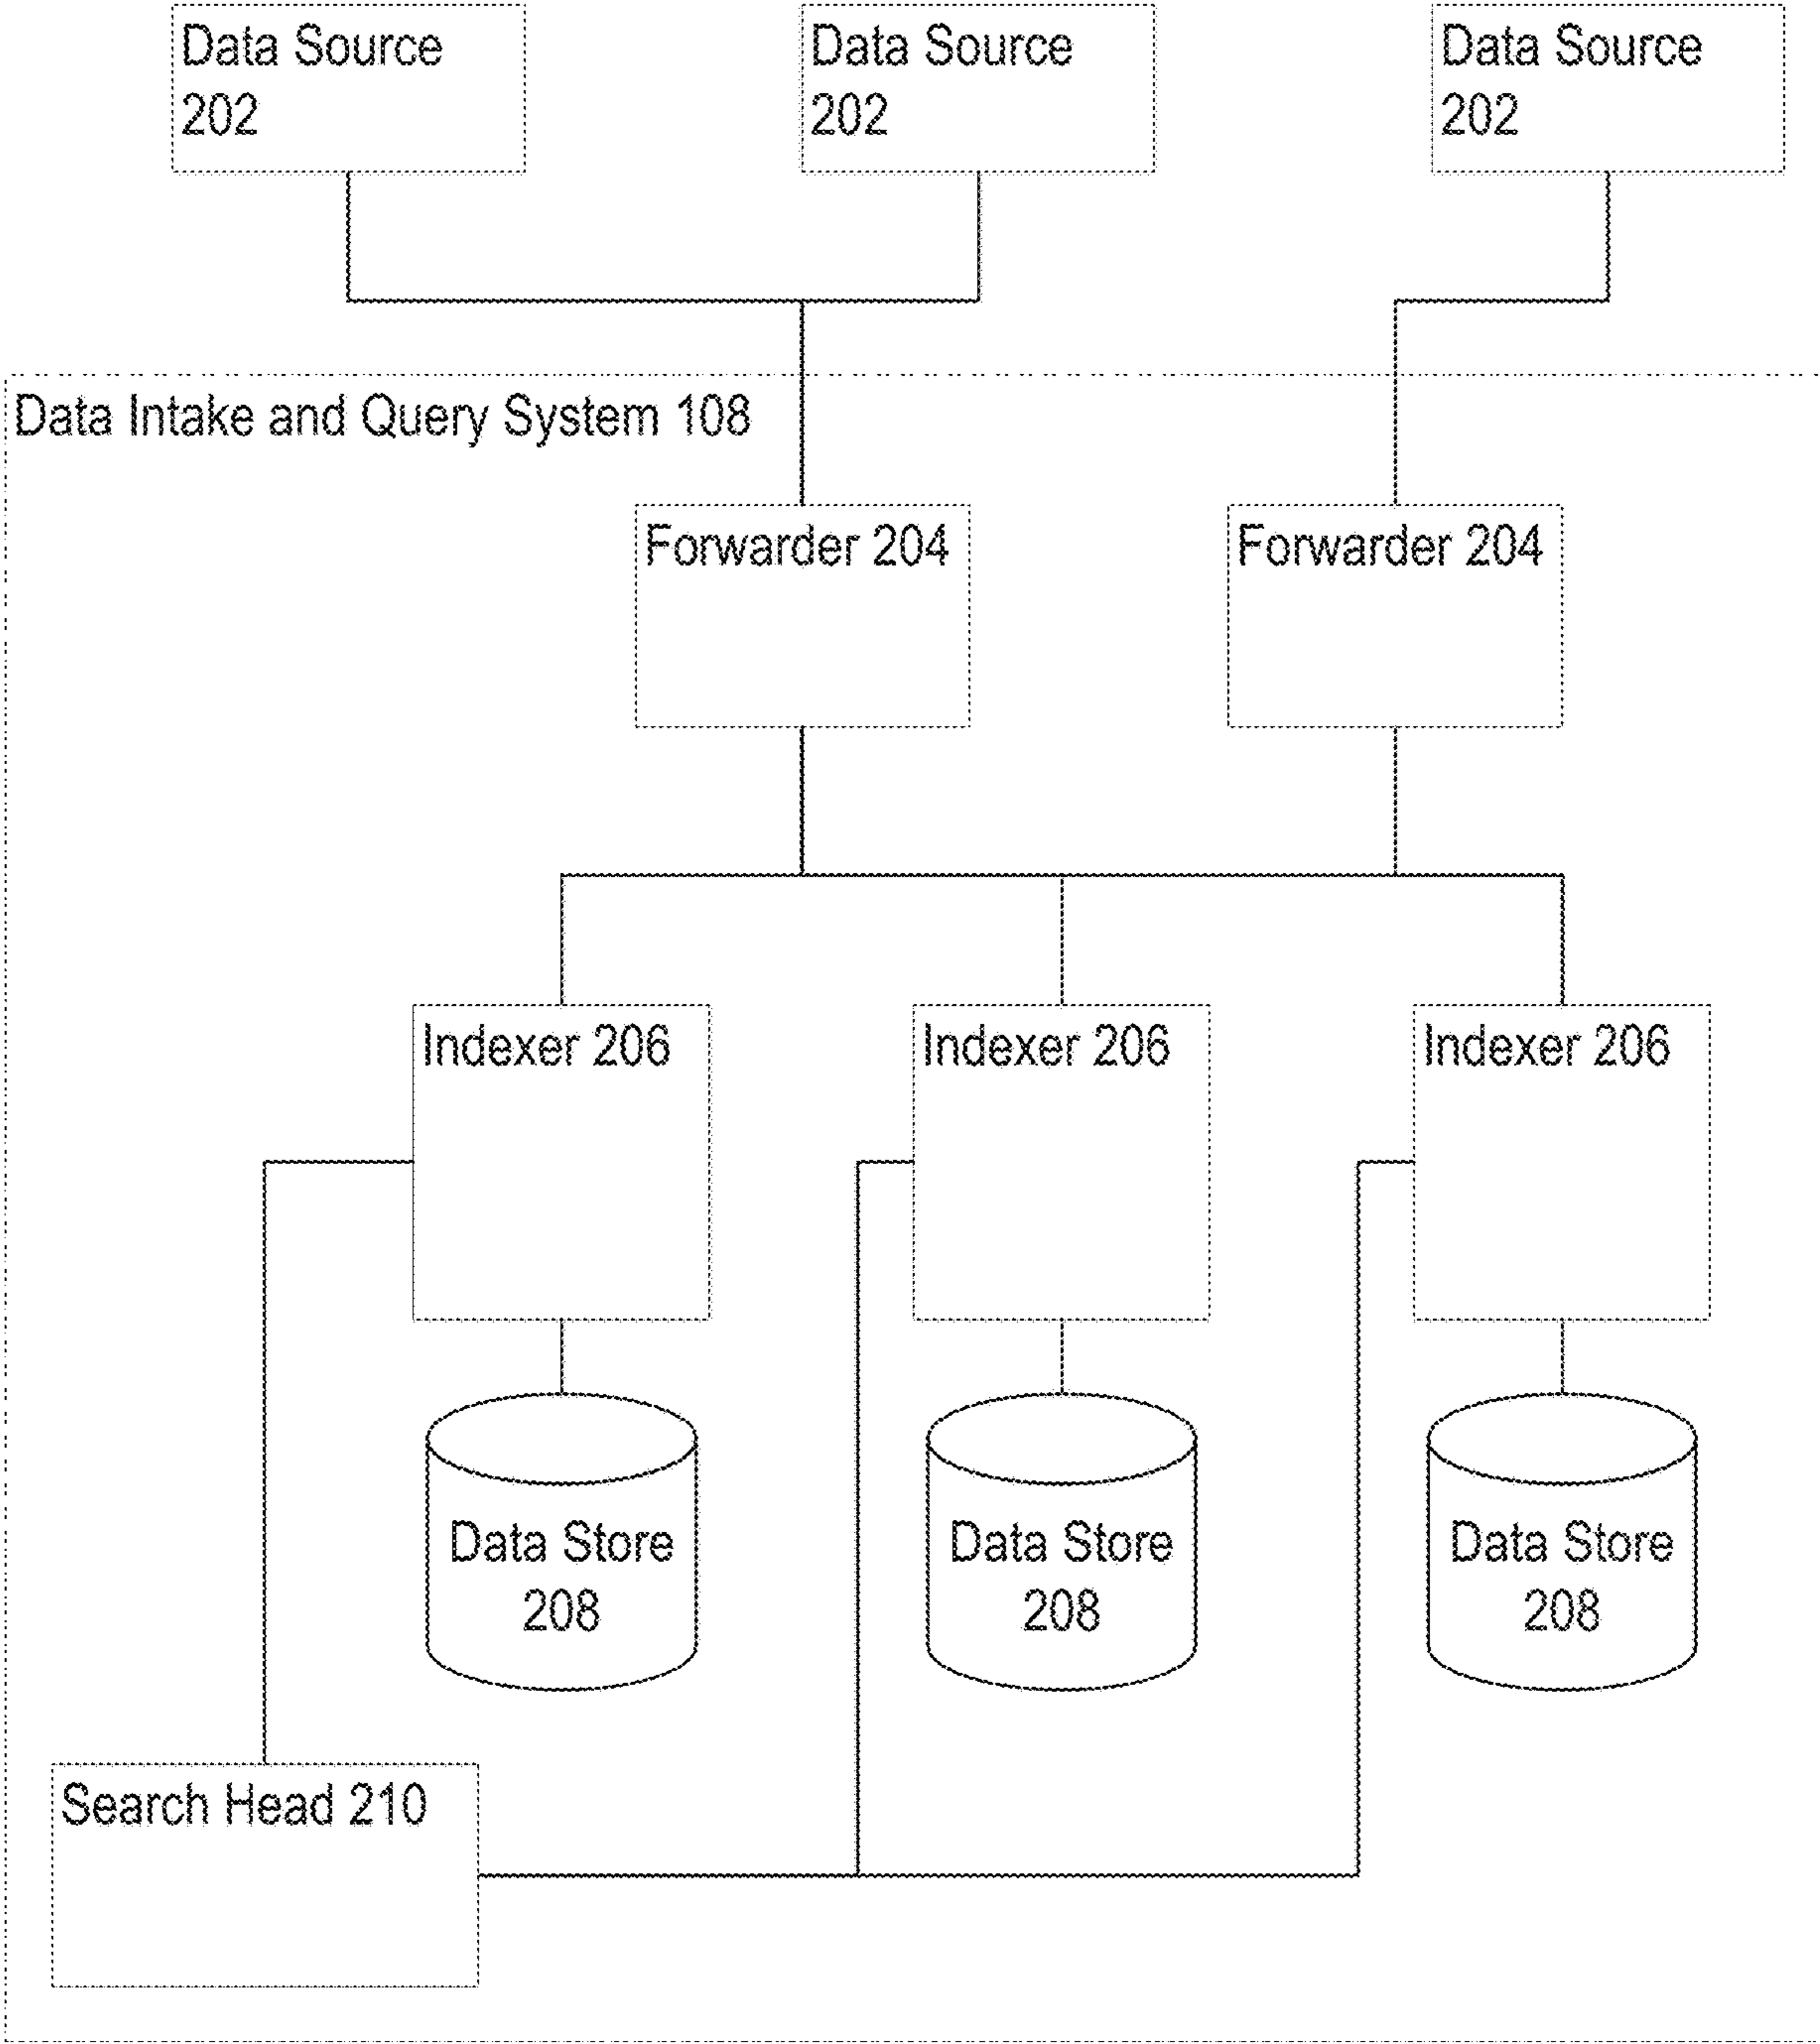 Data Source
202
Data Source
202
Data Source
202
Data Intake and Query System 108
Forwarder 204
Forwarder 204
Indexer 206
Indexer 206
Indexer 206
Data Store
208
Data Store
208
Data Store
208
Search Head 210